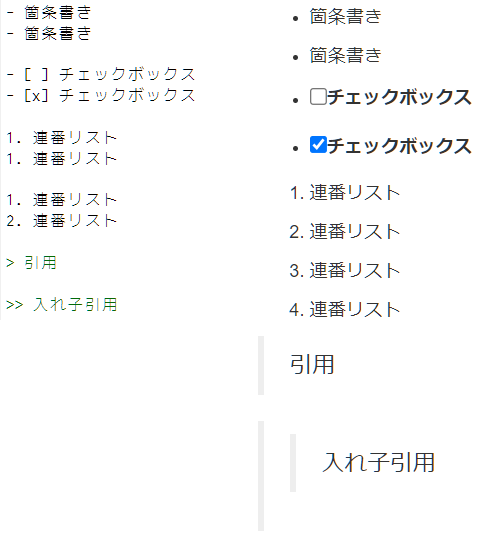 - 箇条書き
- 箇条書き
- [ ] チェックボックス
- [x] チェックボックス
1. 連番リスト
1. 連番リスト
1. 連番リスト
2. 連番リスト
> 引用
>> 入れ子引用
• 箇条書き
• 箇条書き
• チェックボックス
• チェックボックス
1. 連番リスト
2. 連番リスト
3. 連番リスト
4. 連番リスト
引用
入れ子引用